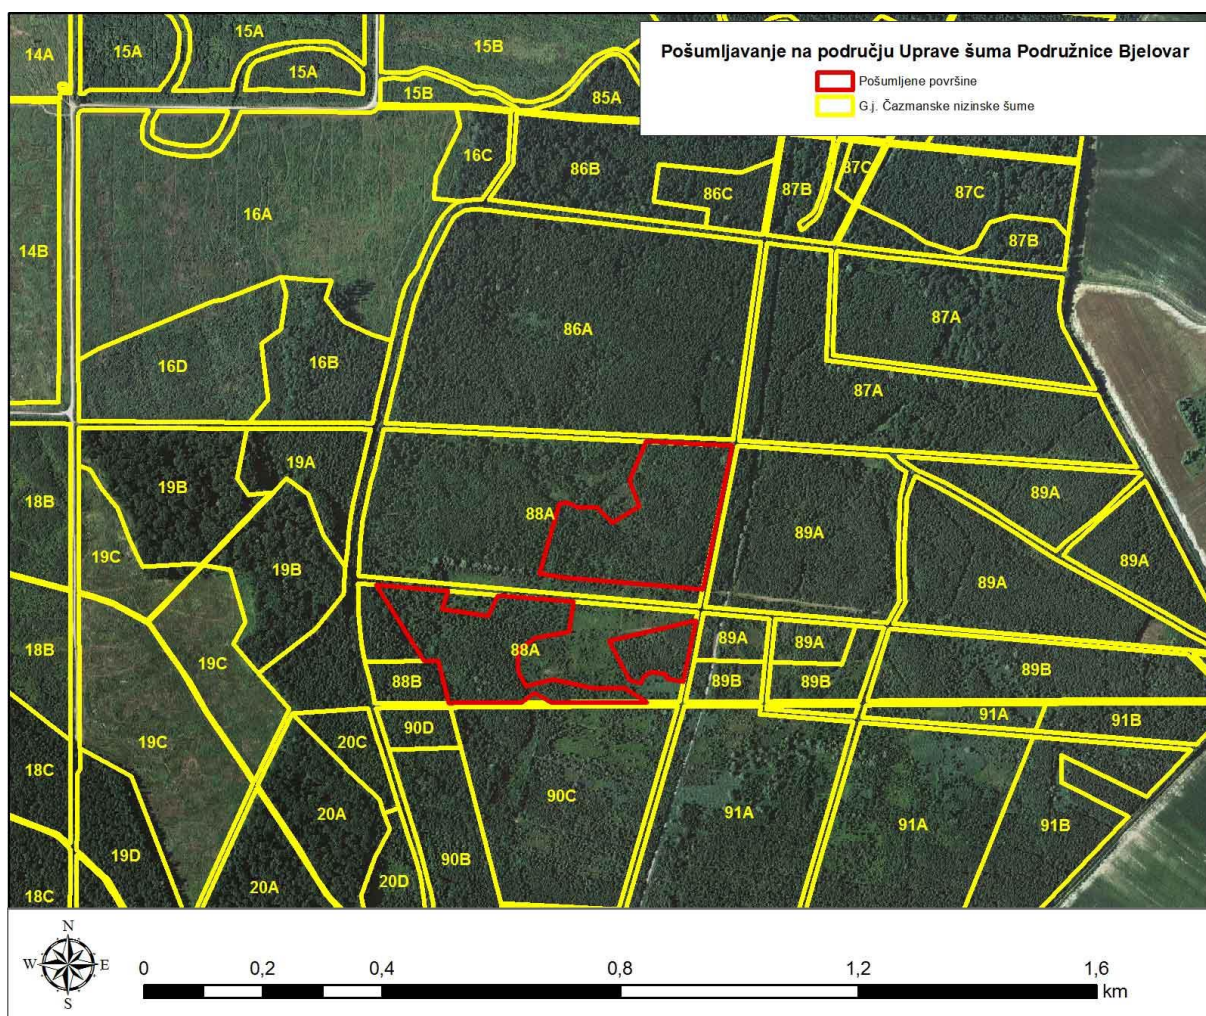 Pošumljavanje na području Uprave šuma Podružnice Bjelovar
Pošumljene površine
G.j. Čazmanske nizinske šume
14A
15A
15A
15A
15B
15B
85A
16C
86B
86C
87B
87C
87C
87B
16A
14B
86A
87A
16D
16B
87A
19A
19B
18B
88A
89A
89A
89A
89A
19C
19B
18B
19C
88A
89A
89A
88B
89B
89B
89B
19C
20C
90D
91A
91B
18C
90C
20A
91A
91A
91B
19D
90B
20A
20D
18C
N
W E
S
0 0,2 0,4 0,8 1,2 1,6
km